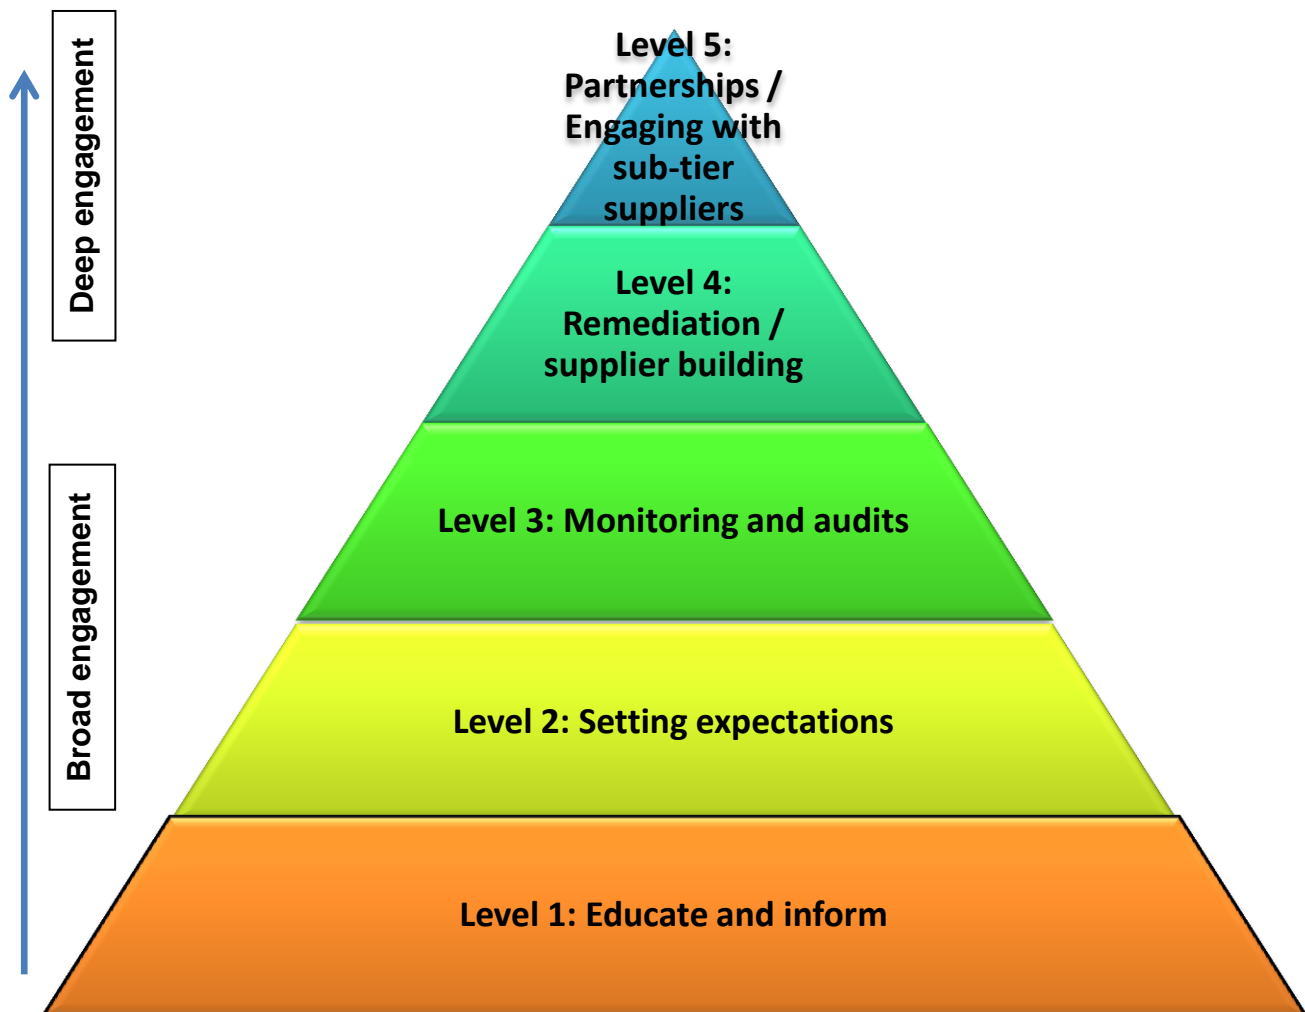 Level 5:
Partnerships /
Engaging with
sub-tier
suppliers
Deep engagement
Level 4:
Remediation /
supplier building
Level 3: Monitoring and audits
Broad engagement
Level 2: Setting expectations
Level 1: Educate and inform